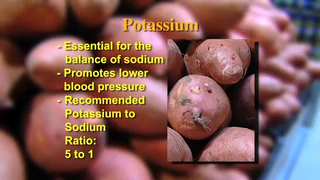 Potassium
- Essential for the
balance of sodium
- Promotes lower
blood pressure
- Recommended
Potassium to
Sodium
Ratio:
5 to 1